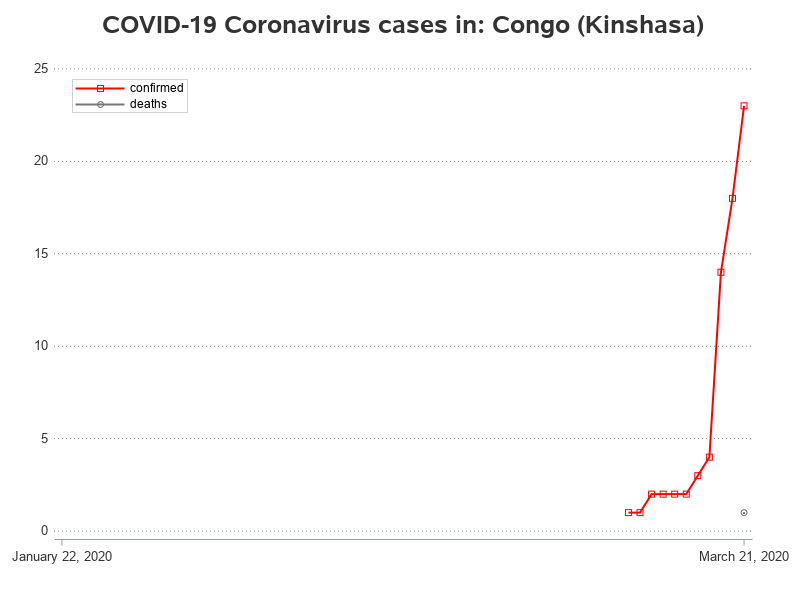 COVID-19 Coronavirus cases in: Congo (Kinshasa)
25
confirmed
deaths
20
15
10
5
0
January 22, 2020
March 21, 2020